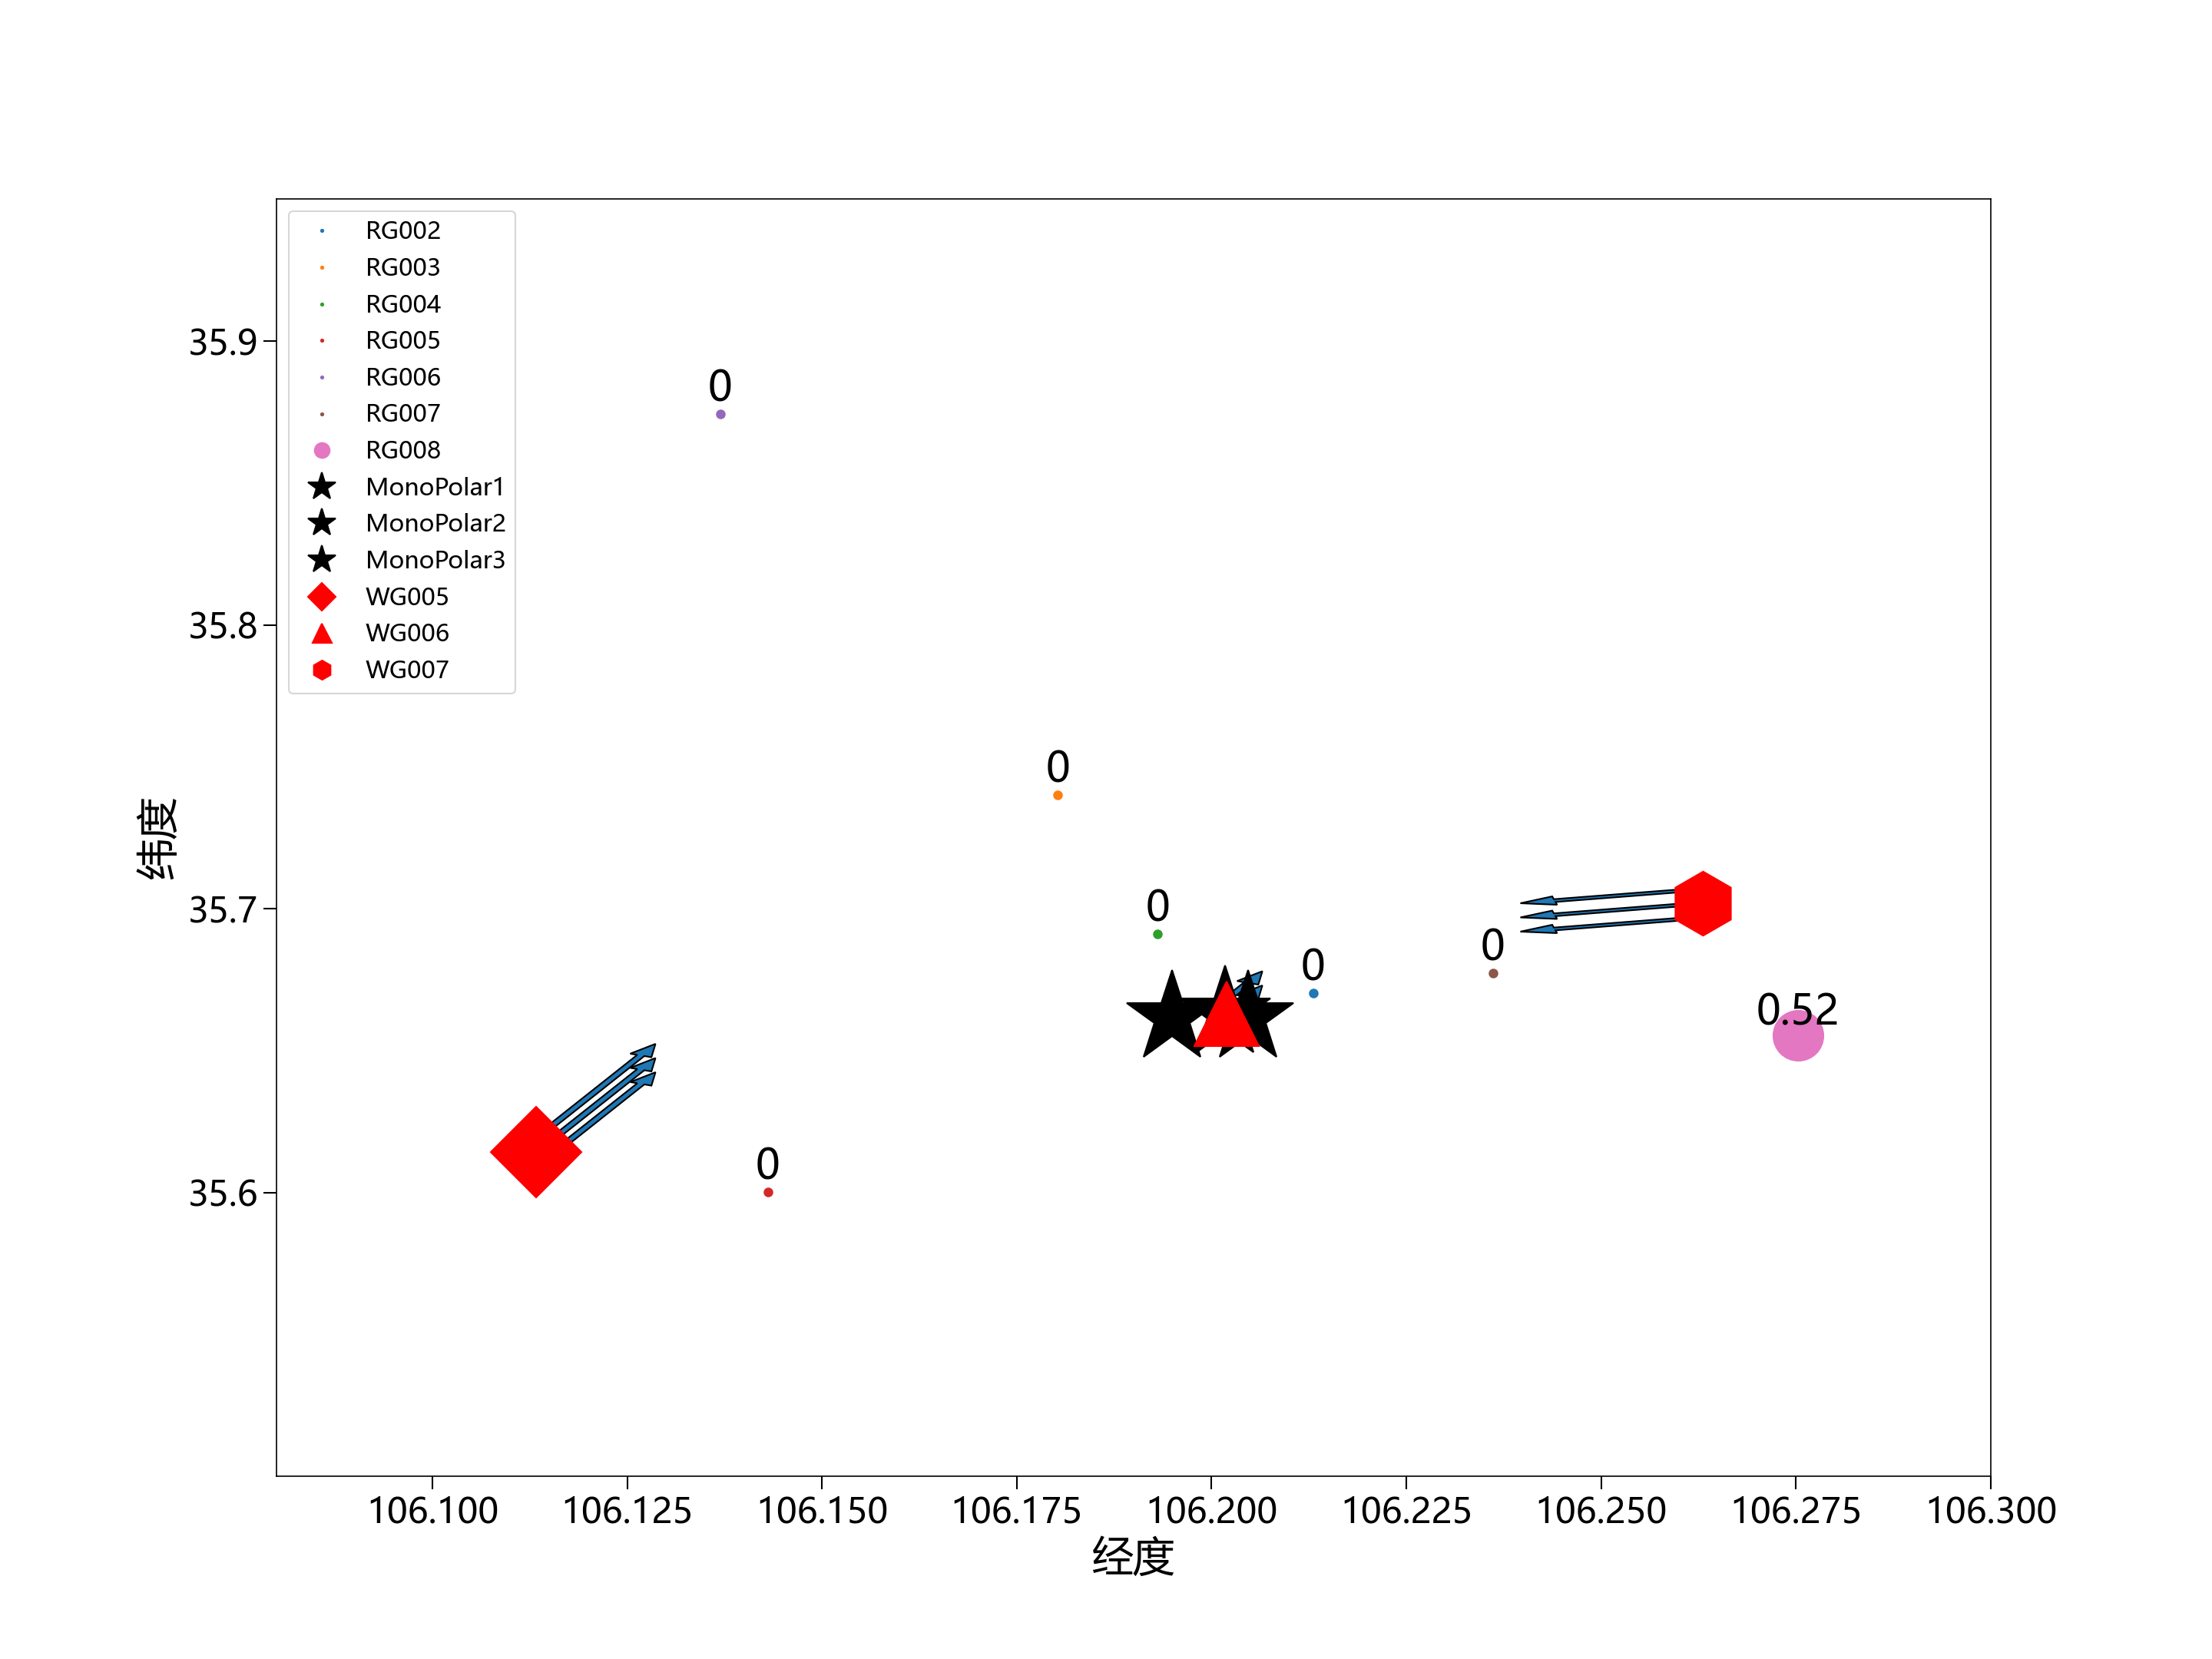 RG002
RG003
RG004
RG005
RG006
RG007
RG008
MonoPolar1
MonoPolar2
MonoPolar3
WG005
WG006
WG007
35.9
35.8
35.7
35.6
纬度
0
0
0
0
0
0.52
0
106.100
106.125
106.150
106.175
106.200
106.225
106.250
106.275
106.300
经度